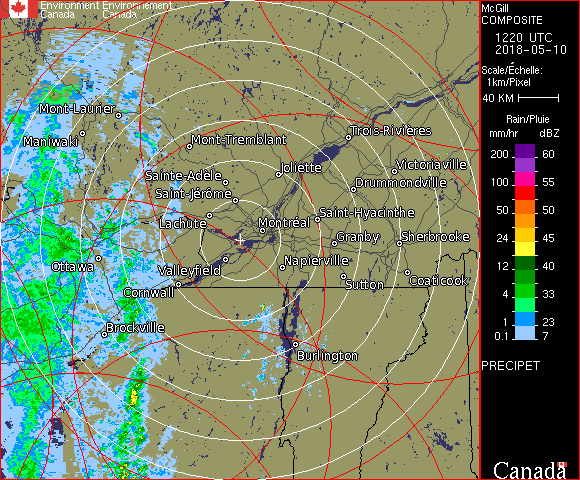 Environment Environnement
Canada Canada
McGill
COMPOSITE
1220 UTC
2018-05-10
Scale/Échelle:
1km/Pixel
40 KM
Rain/Pluie
mm/hr dBZ
200 60
100 55
50 50
24 45
12 40
4 33
1 23
0.1 7
PRECIPET
Canada
Mont-Laurier
Maniwaki
Mont-Tremblant
Trois-Rivières
Victoriaville
Joliette
Sainte-Adèle
Drummondville
Saint-Jérôme
Saint-Hyacinthe
Lachute
Montréal
Granby
Sherbrooke
Ottawa
Valleyfield
Napierville
Sutton
Coaticook
Cornwall
Brockville
Burlington